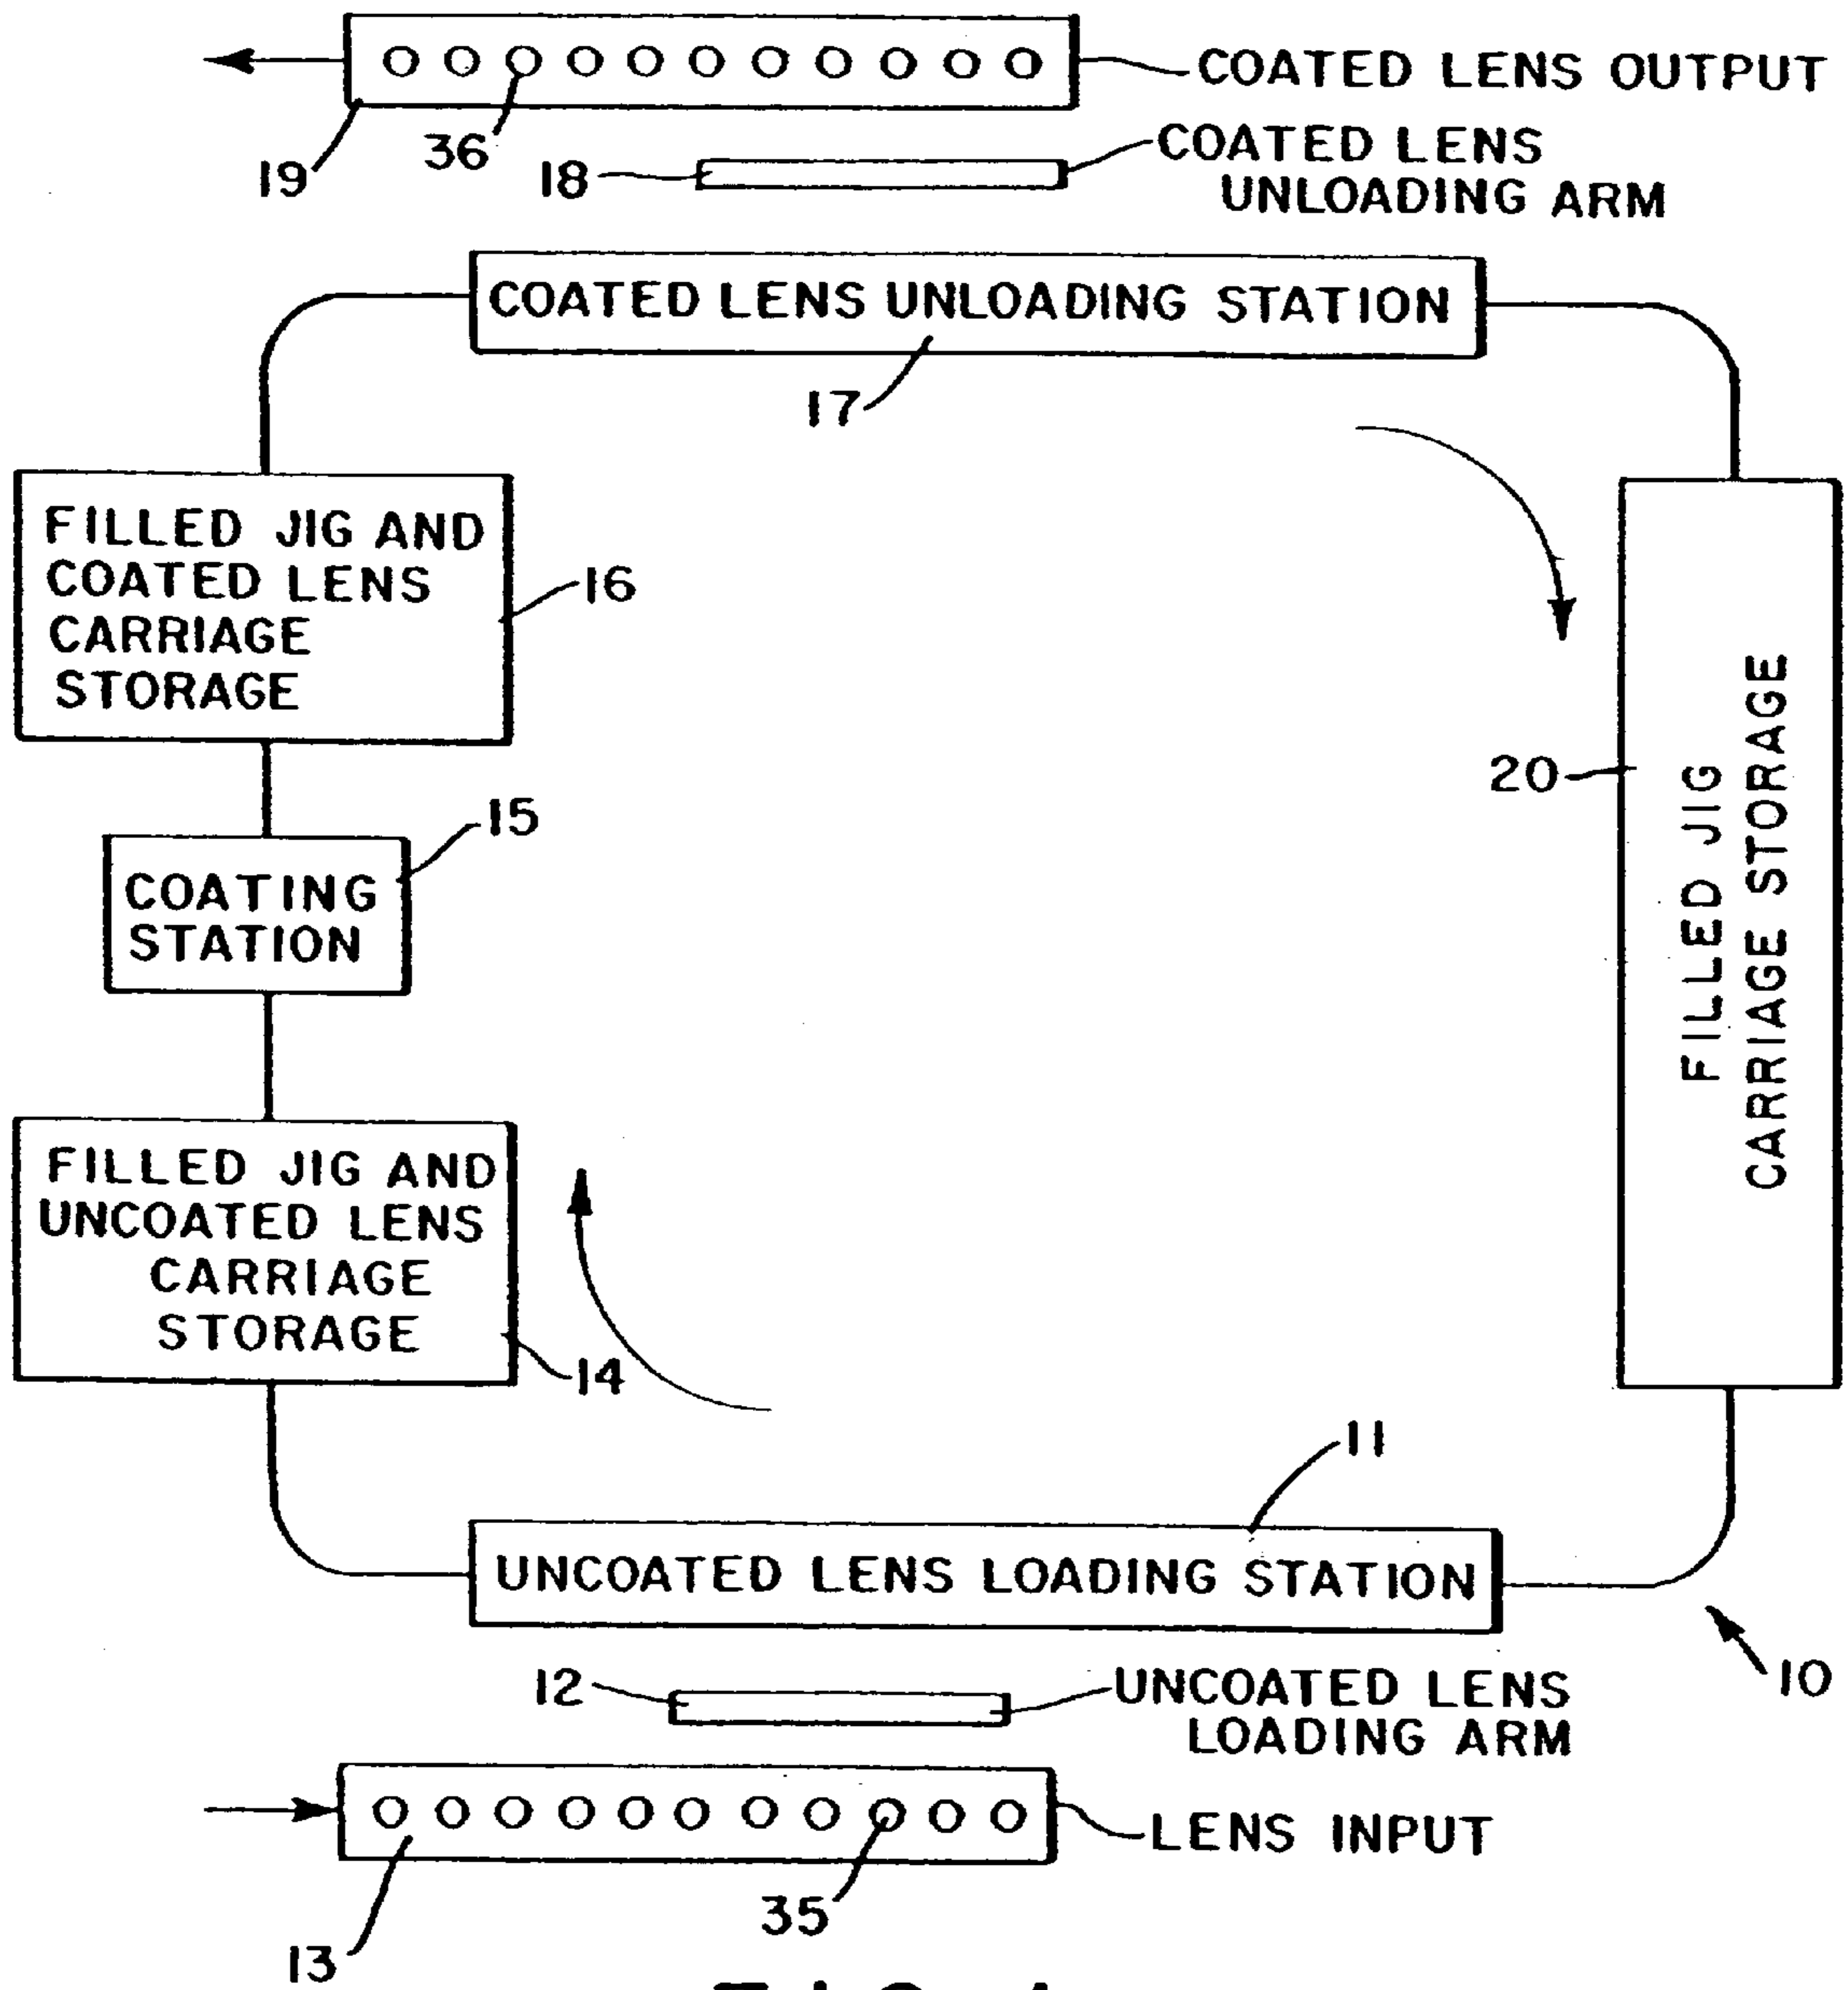 COATED LENS OUTPUT
36
19
18
COATED LENS
UNLOADING ARM
COATED LENS UNLOADING STATION
17
FILLED JIG AND
COATED LENS
CARRIAGE
STORAGE
16
15
COATING
STATION
20
FILLED JIG
CARRIAGE STORAGE
FILLED JIG AND
UNCOATED LENS
CARRIAGE
STORAGE
14
11
UNCOATED LENS LOADING STATION
10
12
UNCOATED LENS
LOADING ARM
LENS INPUT
35
13